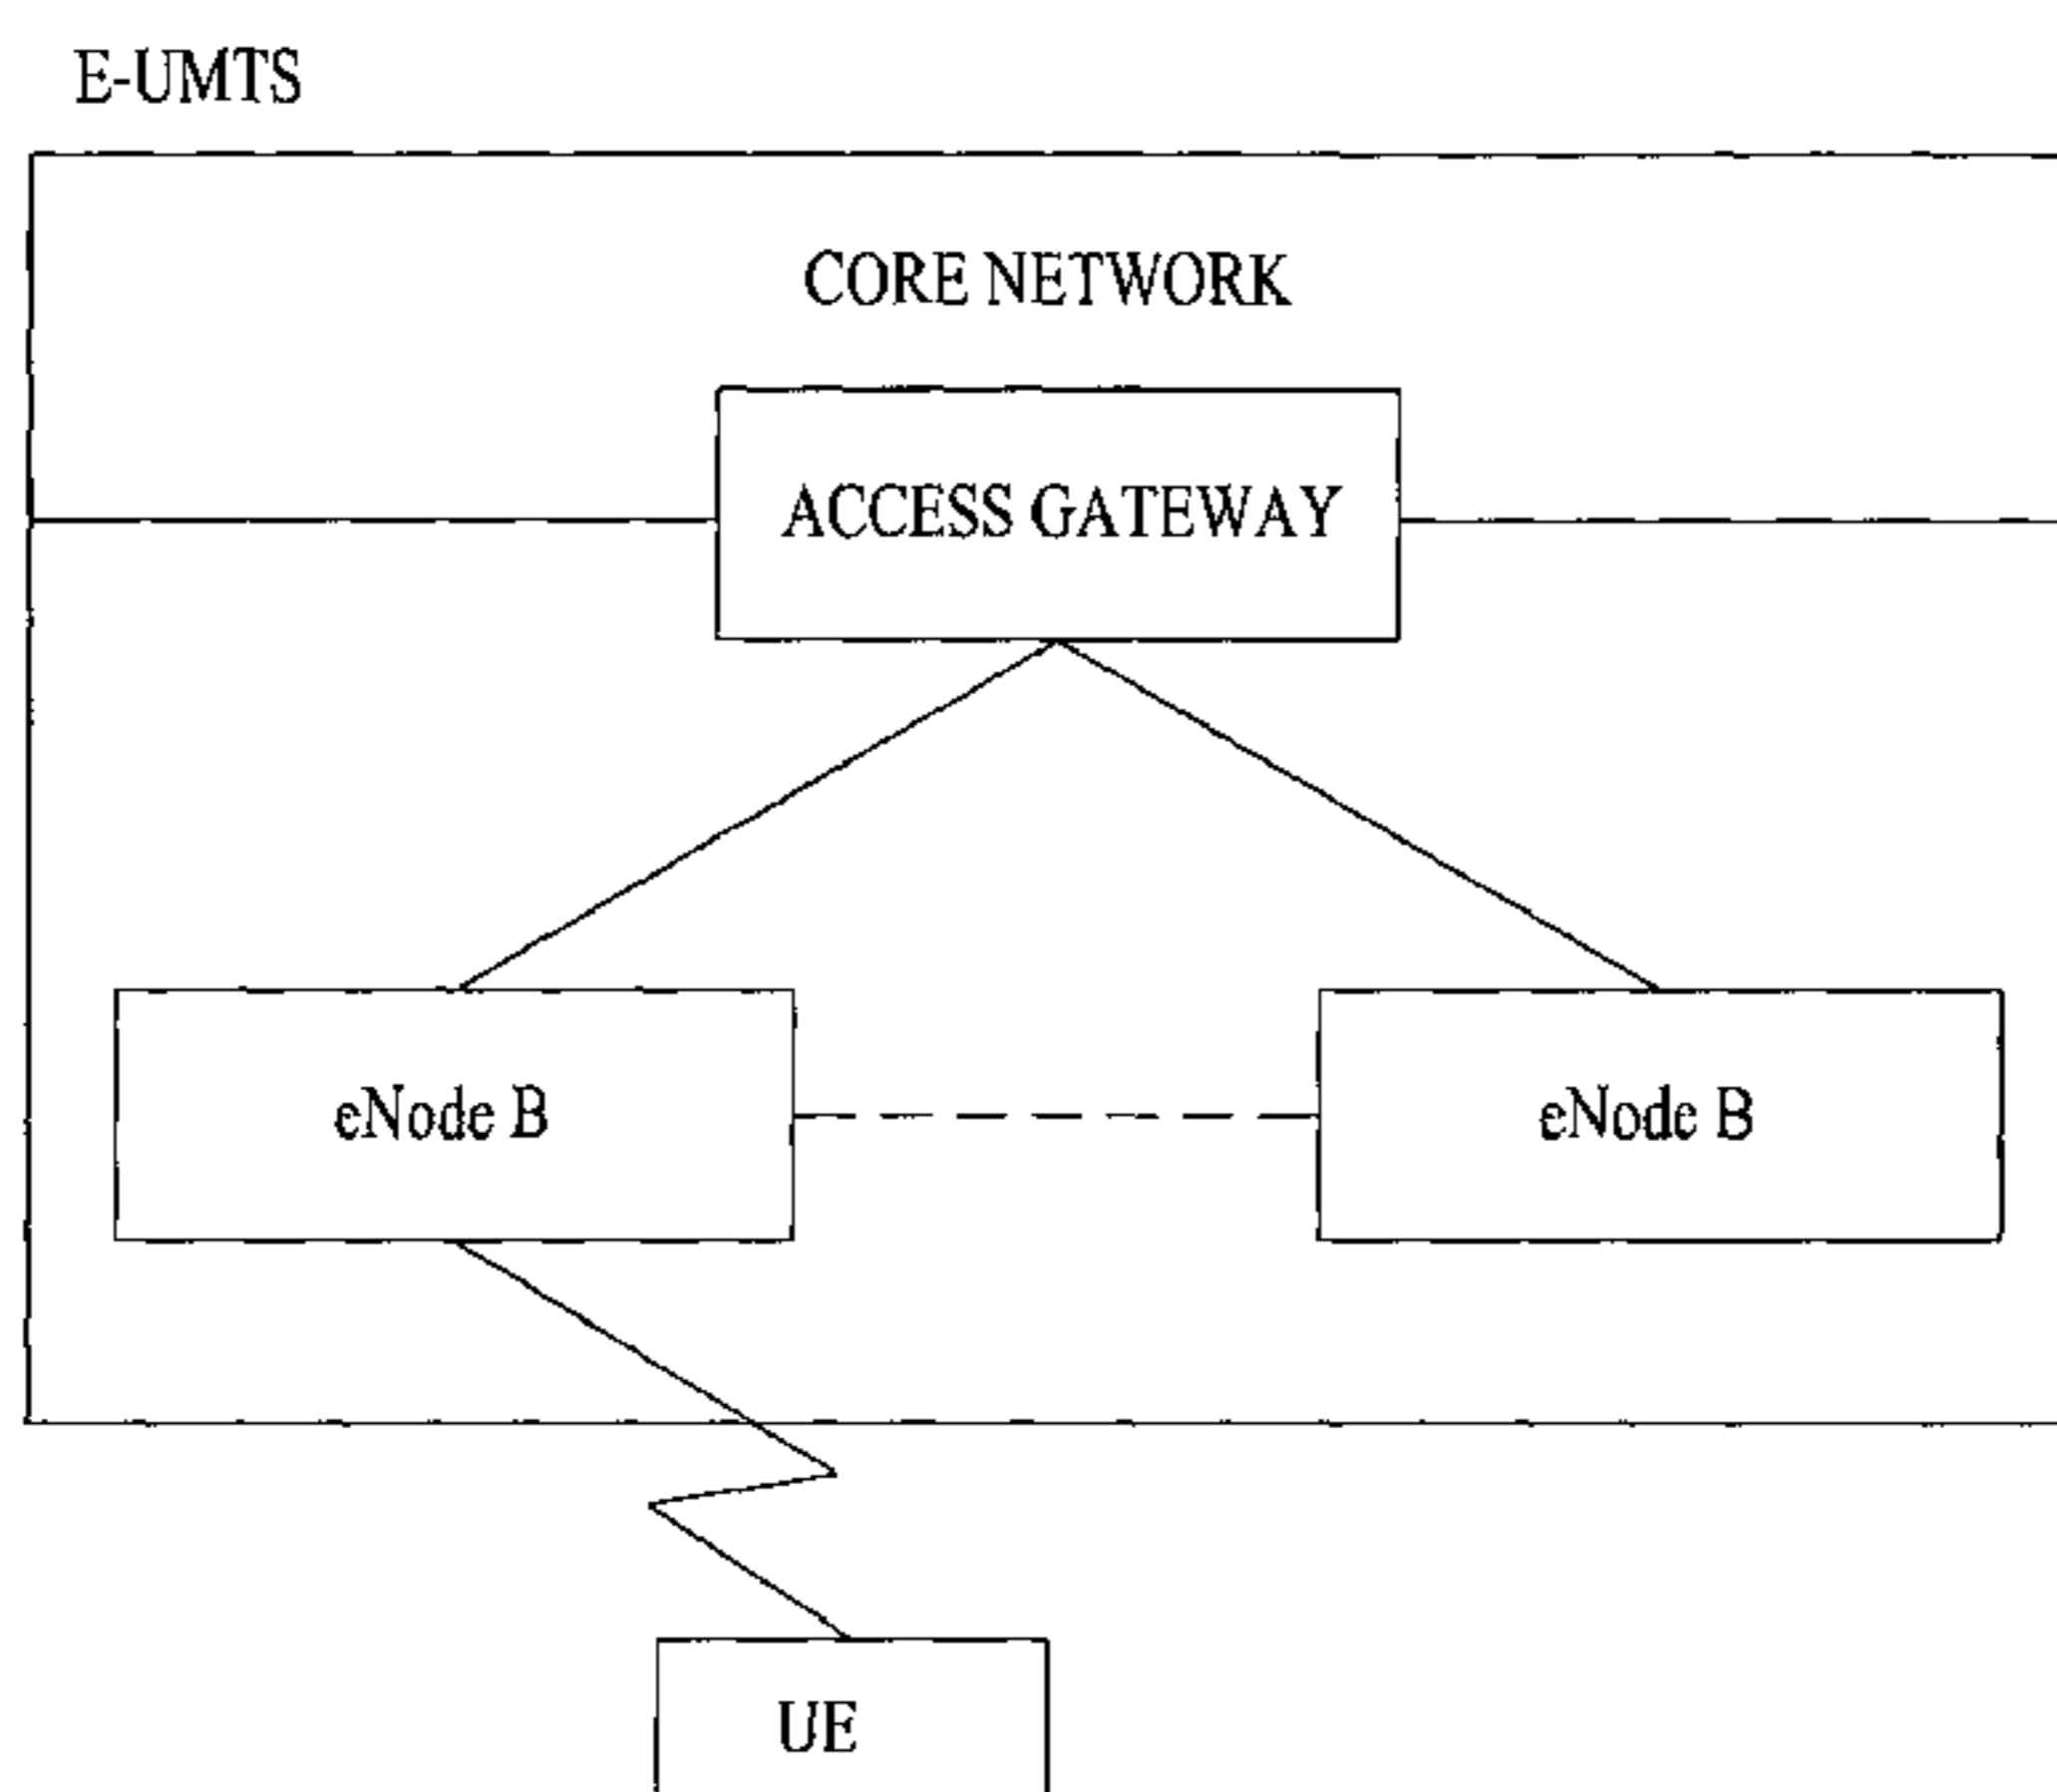 E-UMTS
CORE NETWORK
ACCESS GATEWAY
eNode B
eNode B
UE